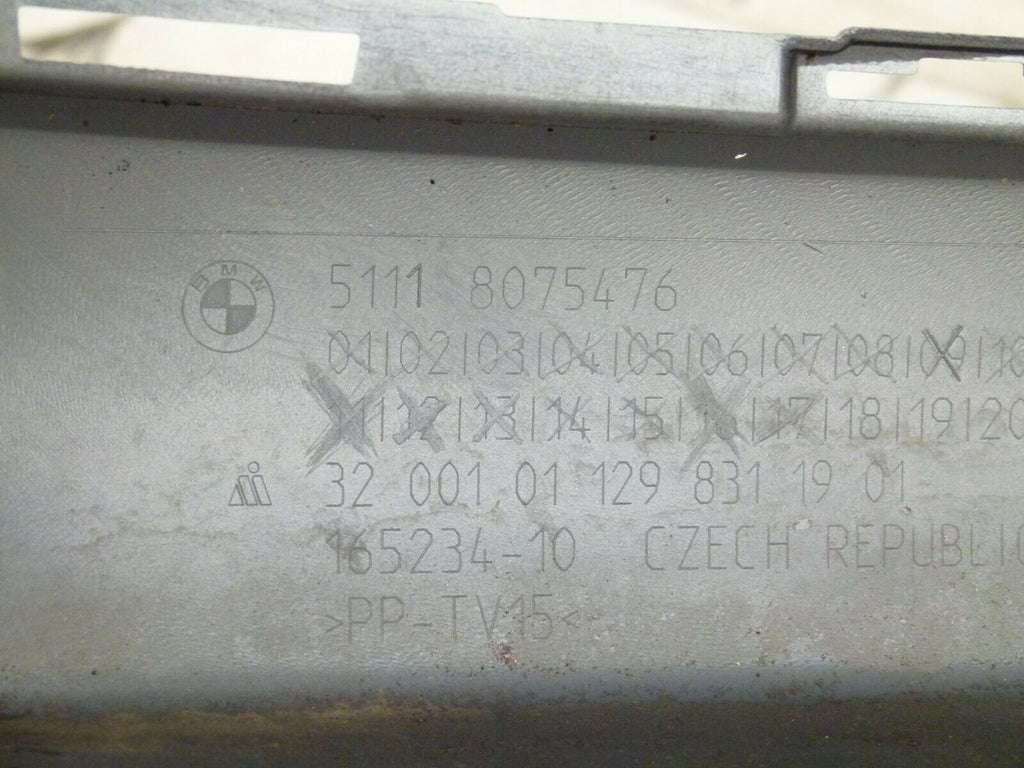 BMW
5111 8075476
01|02|03|04|05|06|07|08|09|10
11|12|13|14|15|16|17|18|19|20
32 001 01 129 831 19 01
165234-10 CZECH REPUBLIC
>PP-TV15<